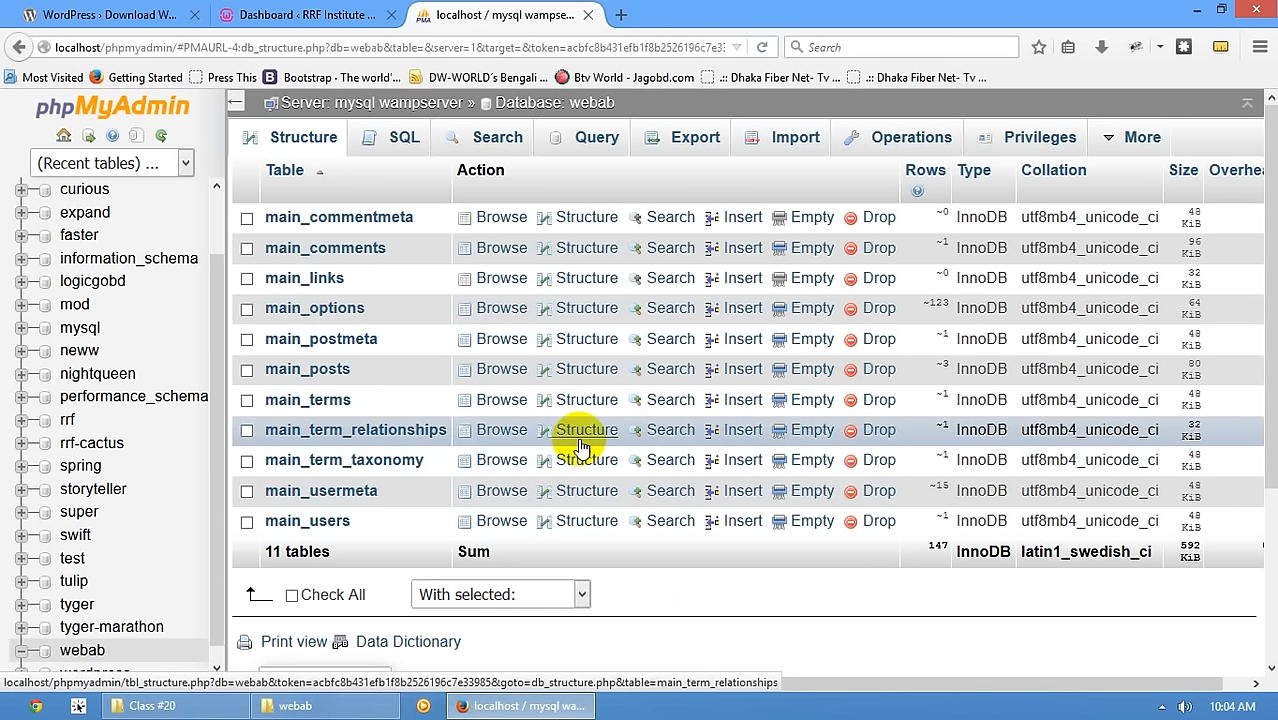 WordPress › Download W...
Dashboard ‹ RRF Institute ...
localhost / mysql wampse...
localhost/phpmyadmin/#PMAURL-4:db_structure.php?db=webab&table=&server=1&target=&token=acbfc8b431efb1f8b2526196c7e3:
Search
Most Visited
Getting Started
Press This
Bootstrap · The world'...
DW-WORLD's Bengali ...
Btv World - Jagobd.com
.:: Dhaka Fiber Net- Tv ...
.:: Dhaka Fiber Net- Tv ...
phpMyAdmin
(Recent tables) ...
curious
expand
faster
information_schema
logicgobd
mod
mysql
neww
nightqueen
performance_schema
rrf
rrf-cactus
spring
storyteller
super
swift
test
tulip
tyger
tyger-marathon
webab
Server: mysql wampserver » Database: webab
Structure SQL Search Query Export Import Operations Privileges More
Table Action Rows Type Collation Size Overhea
main_commentmeta Browse Structure Search Insert Empty Drop ~0 InnoDB utf8mb4_unicode_ci 48 KiB
main_comments Browse Structure Search Insert Empty Drop ~1 InnoDB utf8mb4_unicode_ci 96 KiB
main_links Browse Structure Search Insert Empty Drop ~0 InnoDB utf8mb4_unicode_ci 32 KiB
main_options Browse Structure Search Insert Empty Drop ~123 InnoDB utf8mb4_unicode_ci 64 KiB
main_postmeta Browse Structure Search Insert Empty Drop ~1 InnoDB utf8mb4_unicode_ci 48 KiB
main_posts Browse Structure Search Insert Empty Drop ~3 InnoDB utf8mb4_unicode_ci 80 KiB
main_terms Browse Structure Search Insert Empty Drop ~1 InnoDB utf8mb4_unicode_ci 48 KiB
main_term_relationships Browse Structure Search Insert Empty Drop ~1 InnoDB utf8mb4_unicode_ci 32 KiB
main_term_taxonomy Browse Structure Search Insert Empty Drop ~1 InnoDB utf8mb4_unicode_ci 48 KiB
main_usermeta Browse Structure Search Insert Empty Drop ~15 InnoDB utf8mb4_unicode_ci 48 KiB
main_users Browse Structure Search Insert Empty Drop ~1 InnoDB utf8mb4_unicode_ci 48 KiB
11 tables Sum 147 InnoDB latin1_swedish_ci 592 KiB
Check All With selected:
Print view Data Dictionary
localhost/phpmyadmin/tbl_structure.php?db=webab&token=acbfc8b431efb1f8b2526196c7e33985&goto=db_structure.php&table=main_term_relationships
Class #20
webab
localhost / mysql wa...
10:04 AM